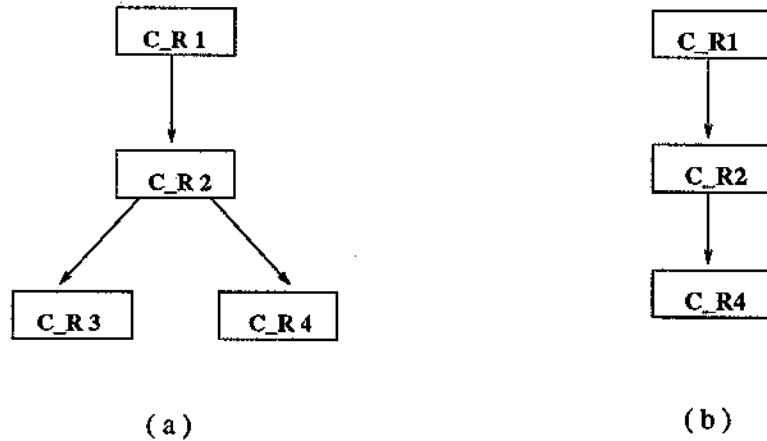 C_R 1
C_R 2
C_R 3
C_R 4
( a )
C_R1
C_R2
C_R4
( b )